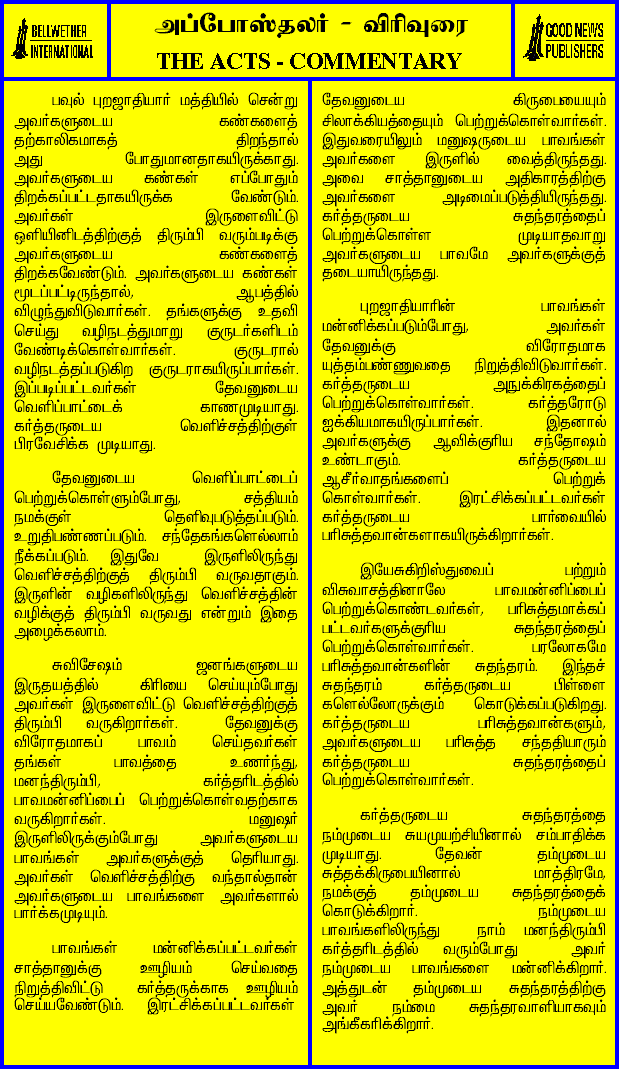 BELLWETHER
INTERNATIONAL
அப்போஸ்தலர் - விரிவுரை
THE ACTS - COMMENTARY
GOOD NEWS
PUBLISHERS
பவுல் புறஜாதியார் மத்தியில் சென்று
அவர்களுடைய கண்களைத்
தற்காலிகமாகத் திறந்தால்
அது போதுமானதாகயிருக்காது.
அவர்களுடைய கண்கள் எப்போதும்
திறக்கப்பட்டதாகயிருக்க வேண்டும்.
அவர்கள் இருளைவிட்டு
ஒளியினிடத்திற்குத் திரும்பி வரும்படிக்கு
அவர்களுடைய கண்களைத்
திறக்கவேண்டும். அவர்களுடைய கண்கள்
மூடப்பட்டிருந்தால், ஆபத்தில்
விழுந்துவிடுவார்கள். தங்களுக்கு உதவி
செய்து வழிநடத்துமாறு குருடர்களிடம்
வேண்டிக்கொள்வார்கள். குருடரால்
வழிநடத்தப்படுகிற குருடராகயிருப்பார்கள்.
இப்படிப்பட்டவர்கள் தேவனுடைய
வெளிப்பாட்டைக் காணமுடியாது.
கர்த்தருடைய வெளிச்சத்திற்குள்
பிரவேசிக்க முடியாது.
தேவனுடைய வெளிப்பாட்டைப்
பெற்றுக்கொள்ளும்போது, சத்தியம்
நமக்குள் தெளிவுபடுத்தப்படும்.
உறுதிபண்ணப்படும். சந்தேகங்களெல்லாம்
நீக்கப்படும். இதுவே இருளிலிருந்து
வெளிச்சத்திற்குத் திரும்பி வருவதாகும்.
இருளின் வழிகளிலிருந்து வெளிச்சத்தின்
வழிக்குத் திரும்பி வருவது என்றும் இதை
அழைக்கலாம்.
சுவிசேஷம் ஜனங்களுடைய
இருதயத்தில் கிரியை செய்யும்போது
அவர்கள் இருளைவிட்டு வெளிச்சத்திற்குத்
திரும்பி வருகிறார்கள். தேவனுக்கு
விரோதமாகப் பாவம் செய்தவர்கள்
தங்கள் பாவத்தை உணர்ந்து,
மனந்திரும்பி, கர்த்தரிடத்தில்
பாவமன்னிப்பைப் பெற்றுக்கொள்வதற்காக
வருகிறார்கள். மனுஷர்
இருளிலிருக்கும்போது அவர்களுடைய
பாவங்கள் அவர்களுக்குத் தெரியாது.
அவர்கள் வெளிச்சத்திற்கு வந்தால்தான்
அவர்களுடைய பாவங்களை அவர்களால்
பார்க்கமுடியும்.
பாவங்கள் மன்னிக்கப்பட்டவர்கள்
சாத்தானுக்கு ஊழியம் செய்வதை
நிறுத்திவிட்டு கர்த்தருக்காக ஊழியம்
செய்யவேண்டும். இரட்சிக்கப்பட்டவர்கள்
தேவனுடைய கிருபையையும்
சிலாக்கியத்தையும் பெற்றுக்கொள்வார்கள்.
இதுவரையிலும் மனுஷருடைய பாவங்கள்
அவர்களை இருளில் வைத்திருந்தது.
அவை சாத்தானுடைய அதிகாரத்திற்கு
அவர்களை அடிமைப்படுத்தியிருந்தது.
கர்த்தருடைய சுதந்தரத்தைப்
பெற்றுக்கொள்ள முடியாதவாறு
அவர்களுடைய பாவமே அவர்களுக்குத்
தடையாயிருந்தது.
புறஜாதியாரின் பாவங்கள்
மன்னிக்கப்படும்போது, அவர்கள்
தேவனுக்கு விரோதமாக
யுத்தம்பண்ணுவதை நிறுத்திவிடுவார்கள்.
கர்த்தருடைய அநுக்கிரகத்தைப்
பெற்றுக்கொள்வார்கள். கர்த்தரோடு
ஐக்கியமாகயிருப்பார்கள். இதனால்
அவர்களுக்கு ஆவிக்குரிய சந்தோஷம்
உண்டாகும். கர்த்தருடைய
ஆசீர்வாதங்களைப் பெற்றுக்
கொள்வார்கள். இரட்சிக்கப்பட்டவர்கள்
கர்த்தருடைய பார்வையில்
பரிசுத்தவான்களாகயிருக்கிறார்கள்.
இயேசுகிறிஸ்துவைப் பற்றும்
விசுவாசத்தினாலே பாவமன்னிப்பைப்
பெற்றுக்கொண்டவர்கள், பரிசுத்தமாக்கப்
பட்டவர்களுக்குரிய சுதந்தரத்தைப்
பெற்றுக்கொள்வார்கள். பரலோகமே
பரிசுத்தவான்களின் சுதந்தரம். இந்தச்
சுதந்தரம் கர்த்தருடைய பிள்ளை
களெல்லோருக்கும் கொடுக்கப்படுகிறது.
கர்த்தருடைய பரிசுத்தவான்களும்,
அவர்களுடைய பரிசுத்த சந்ததியாரும்
கர்த்தருடைய சுதந்தரத்தைப்
பெற்றுக்கொள்வார்கள்.
கர்த்தருடைய சுதந்தரத்தை
நம்முடைய சுயமுயற்சியினால் சம்பாதிக்க
முடியாது. தேவன் தம்முடைய
சுத்தக்கிருபையினால் மாத்திரமே,
நமக்குத் தம்முடைய சுதந்தரத்தைக்
கொடுக்கிறார். நம்முடைய
பாவங்களிலிருந்து நாம் மனந்திரும்பி
கர்த்தரிடத்தில் வரும்போது அவர்
நம்முடைய பாவங்களை மன்னிக்கிறார்.
அத்துடன் தம்முடைய சுதந்தரத்திற்கு
அவர் நம்மை சுதந்தரவாளியாகவும்
அங்கீகரிக்கிறார்.